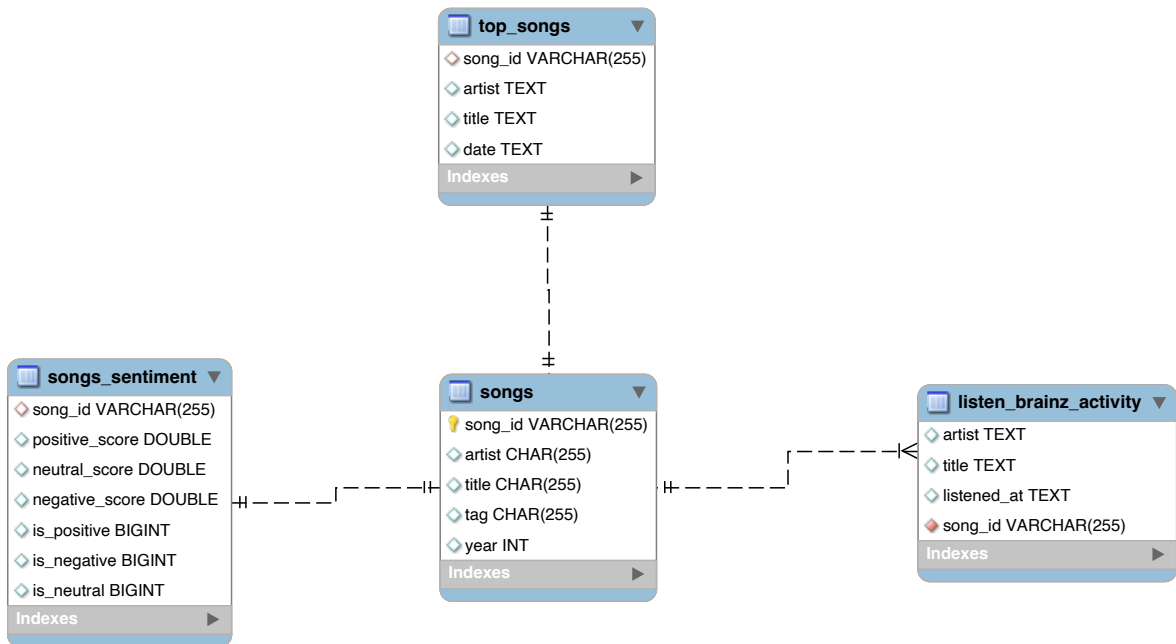 top_songs
song_id VARCHAR(255)
artist TEXT
title TEXT
date TEXT
Indexes
songs_sentiment
song_id VARCHAR(255)
positive_score DOUBLE
neutral_score DOUBLE
negative_score DOUBLE
is_positive BIGINT
is_negative BIGINT
is_neutral BIGINT
Indexes
songs
song_id VARCHAR(255)
artist CHAR(255)
title CHAR(255)
tag CHAR(255)
year INT
Indexes
listen_brainz_activity
artist TEXT
title TEXT
listened_at TEXT
song_id VARCHAR(255)
Indexes